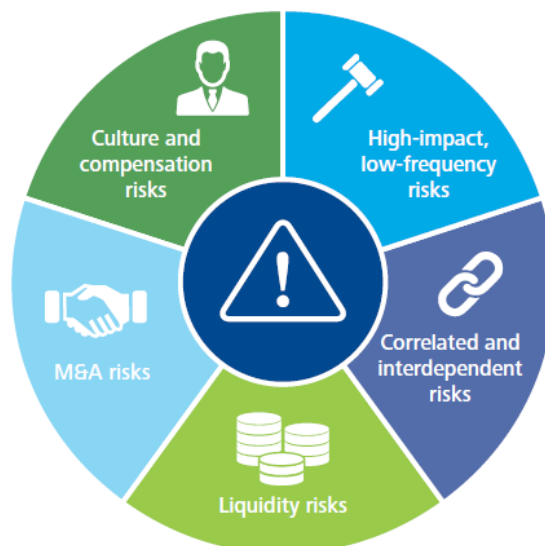 Culture and
compensation
risks
High-impact,
low-frequency
risks
M&A risks
Correlated and
interdependent
risks
Liquidity risks